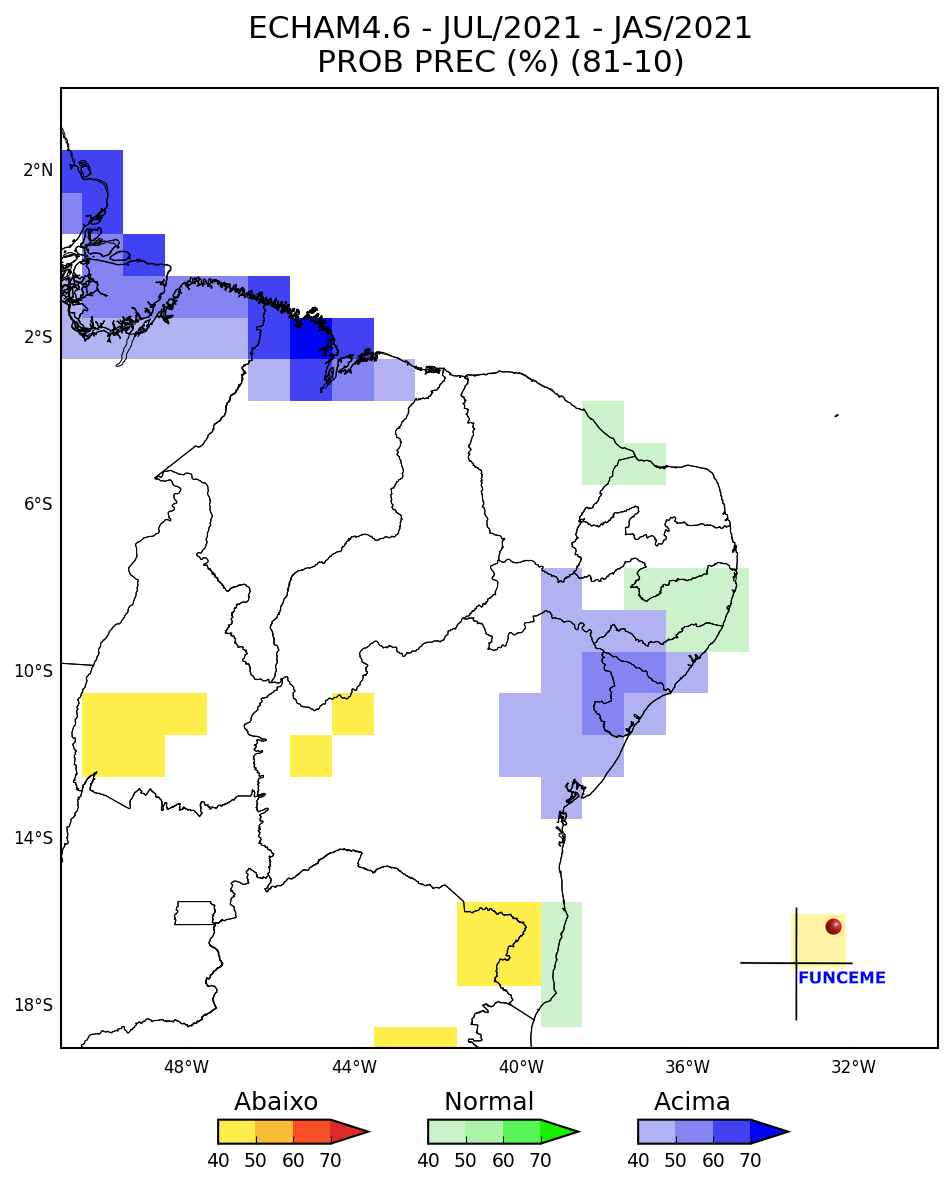 ECHAM4.6 - JUL/2021 - JAS/2021
PROB PREC (%) (81-10)
2°N
2°S
6°S
10°S
14°S
18°S
FUNCEME
48°W 44°W 40°W 36°W 32°W
Abaixo Normal Acima
40 50 60 70 40 50 60 70 40 50 60 70